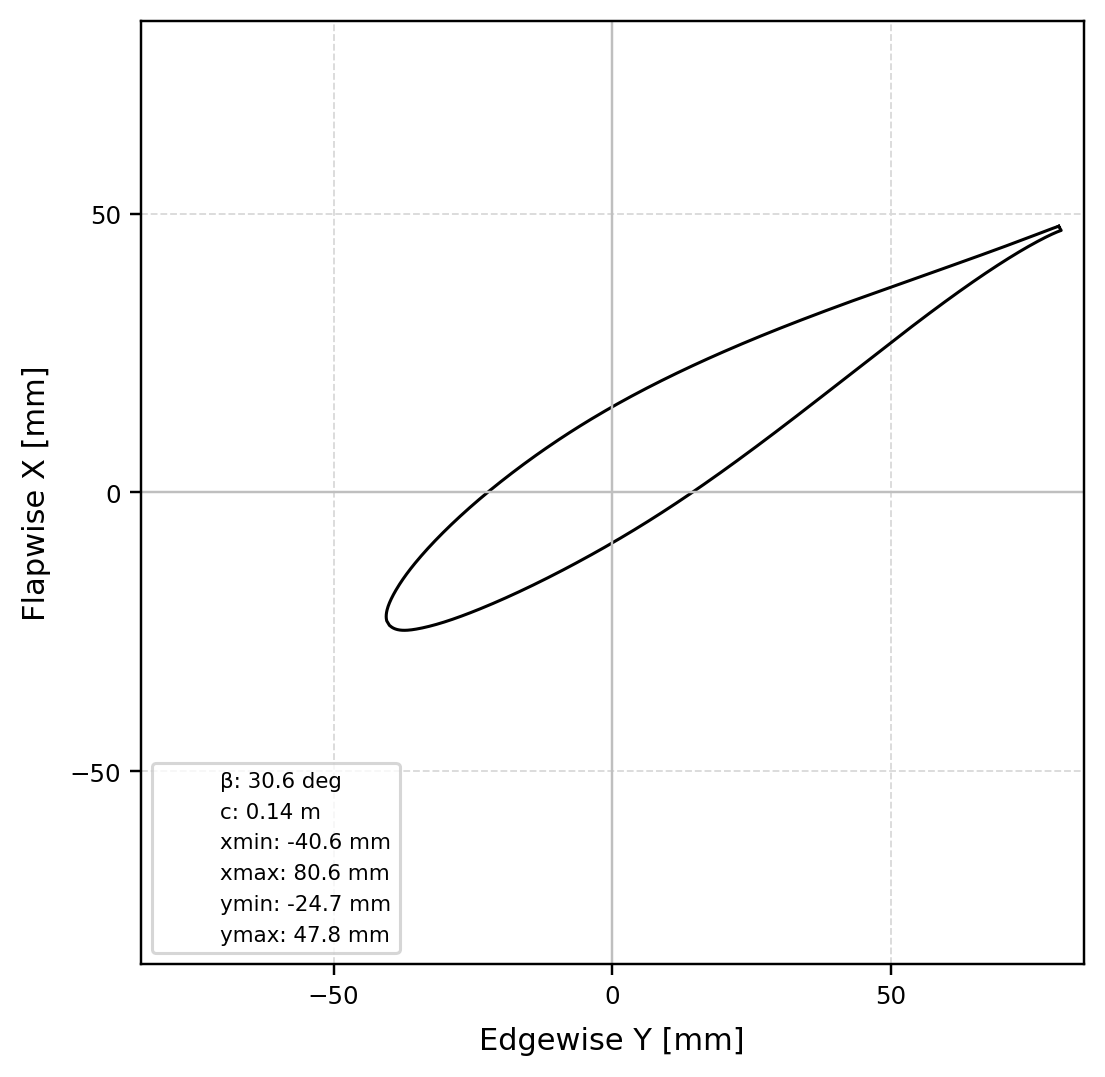 Flapwise X [mm]
50
0
−50
β: 30.6 deg
c: 0.14 m
xmin: -40.6 mm
xmax: 80.6 mm
ymin: -24.7 mm
ymax: 47.8 mm
−50 0 50
Edgewise Y [mm]